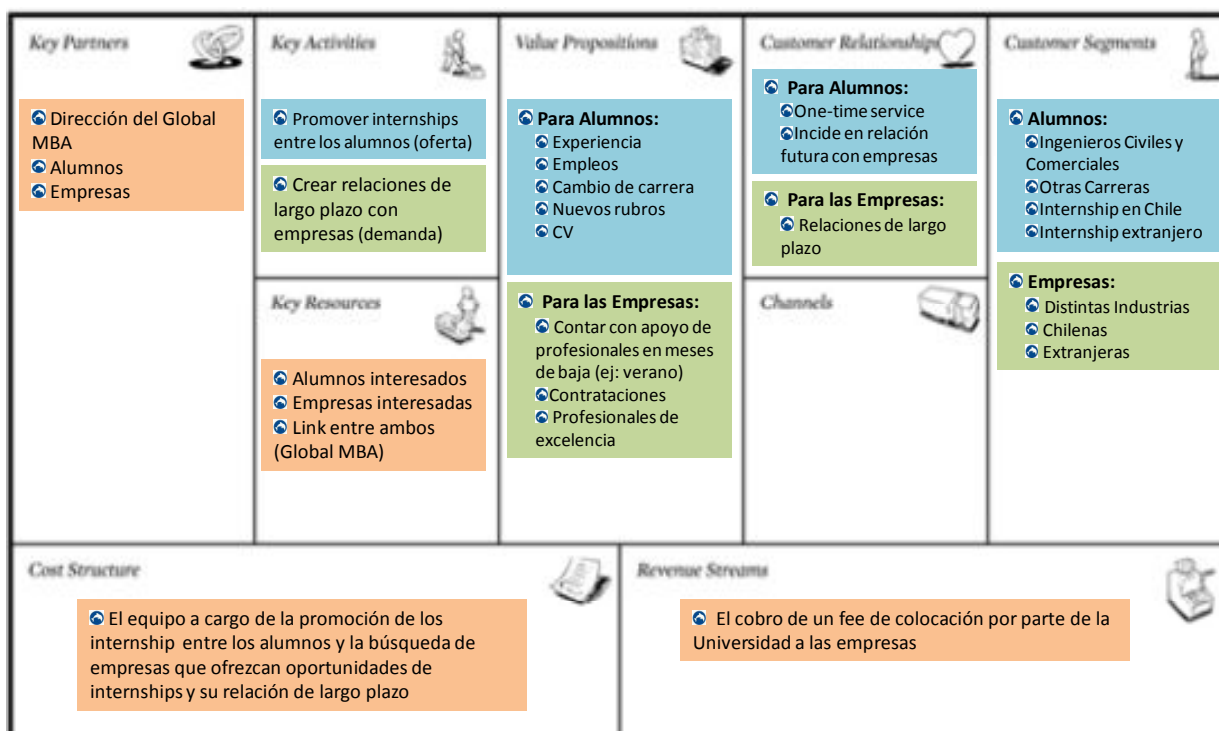 Key Partners
Dirección del Global
MBA
Alumnos
Empresas
Key Activities
Promover internships
entre los alumnos (oferta)
Crear relaciones de
largo plazo con
empresas (demanda)
Key Resources
Alumnos interesados
Empresas interesadas
Link entre ambos
(Global MBA)
Value Propositions
Para Alumnos:
Experiencia
Empleos
Cambio de carrera
Nuevos rubros
CV
Para las Empresas:
Contar con apoyo de
profesionales en meses
de baja (ej: verano)
Contrataciones
Profesionales de
excelencia
Customer Relationships
Para Alumnos:
One-time service
Incide en relación
futura con empresas
Para las Empresas:
Relaciones de largo
plazo
Channels
Customer Segments
Alumnos:
Ingenieros Civiles y
Comerciales
Otras Carreras
Internship en Chile
Internship extranjero
Empresas:
Distintas Industrias
Chilenas
Extranjeras
Cost Structure
El equipo a cargo de la promoción de los
internship entre los alumnos y la búsqueda de
empresas que ofrezcan oportunidades de
internships y su relación de largo plazo
Revenue Streams
El cobro de un fee de colocación por parte de la
Universidad a las empresas